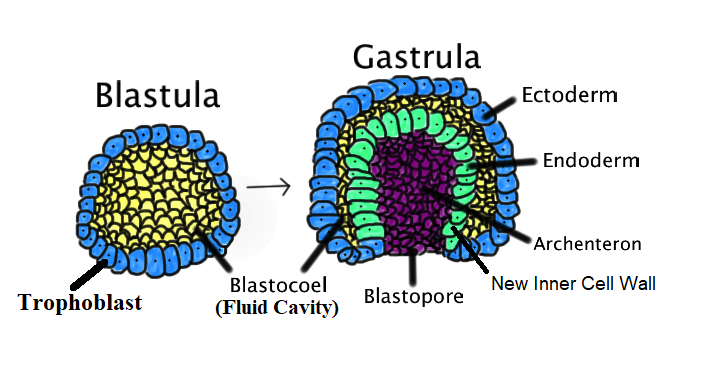 Blastula
Gastrula
Ectoderm
Endoderm
Archenteron
New Inner Cell Wall
Blastopore
Blastocoel
(Fluid Cavity)
Trophoblast